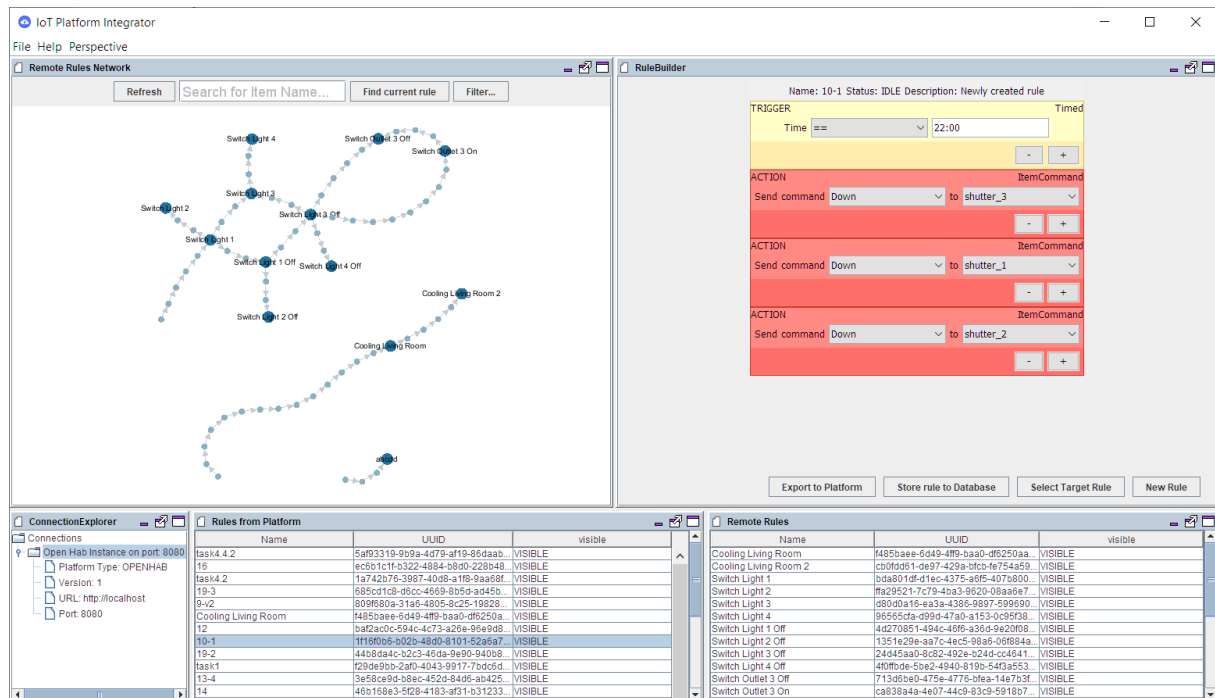 IoT Platform Integrator
File Help Perspective
Remote Rules Network
Refresh Search for Item Name... Find current rule Filter...
Switch Light 4
Switch Outlet 3 Off
Switch Outlet 3 On
Switch Light 3
Switch Light 2
Switch Light 3 Off
Switch Light 1
Switch Light 1 Off
Switch Light 4 Off
Cooling Living Room 2
Switch Light 2 Off
Cooling Living Room
abcdd
RuleBuilder
Name: 10-1 Status: IDLE Description: Newly created rule
TRIGGER Timed
Time == 22:00
- +
ACTION ItemCommand
Send command Down to shutter_3
- +
ACTION ItemCommand
Send command Down to shutter_1
- +
ACTION ItemCommand
Send command Down to shutter_2
- +
Export to Platform Store rule to Database Select Target Rule New Rule
ConnectionExplorer
Connections
Open Hab Instance on port: 8080
Platform Type: OPENHAB
Version: 1
URL: http://localhost
Port: 8080
Rules from Platform
Name UUID visible
task4.4.2 5af93319-9b9a-4d79-af19-86daab... VISIBLE
16 ec6b1c1f-b322-4884-b8d0-228b48... VISIBLE
task4.2 1a742b76-3987-40d8-a1f8-9aa68f... VISIBLE
19-3 685cd1c8-d6cc-4669-8b5d-ad45b... VISIBLE
9-v2 809f680a-31a6-4805-8c25-19828... VISIBLE
Cooling Living Room f485baee-6d49-4ff9-baa0-df6250a... VISIBLE
12 baf2ac0c-594c-4c73-a26e-96e9d8... VISIBLE
10-1 1f16f0b6-b02b-48d0-8101-52a6a7... VISIBLE
19-2 44b8da4c-b2c3-46da-9e90-940b8... VISIBLE
task1 f29de9bb-2af0-4043-9917-7bdc6d... VISIBLE
13-4 3e58ce9d-b8ec-452d-84d6-ab425... VISIBLE
14 46b168e3-5f28-4183-af31-b31233... VISIBLE
Remote Rules
Name UUID visible
Cooling Living Room f485baee-6d49-4ff9-baa0-df6250aa... VISIBLE
Cooling Living Room 2 cb0fdd61-de97-429a-bfcb-fe754a59... VISIBLE
Switch Light 1 bda801df-d1ec-4375-a6f5-407b800... VISIBLE
Switch Light 2 ffa29521-7c79-4ba3-9620-08aa6e7... VISIBLE
Switch Light 3 d80d0a16-ea3a-4386-9897-599690... VISIBLE
Switch Light 4 96565cfa-d99d-47a0-a153-0c95f38... VISIBLE
Switch Light 1 Off 4d270851-494c-46f6-a36d-9e20f08... VISIBLE
Switch Light 2 Off 1351e29e-aa7c-4ec5-98a6-06f884a... VISIBLE
Switch Light 3 Off 24d45aa0-8c82-492e-b24d-cc4641... VISIBLE
Switch Light 4 Off 4f0ffbde-5be2-4940-819b-54f3a553... VISIBLE
Switch Outlet 3 Off 713d6be0-475e-4776-bfea-14e7b3f... VISIBLE
Switch Outlet 3 On ca838a4a-4e07-44c9-83c9-5918b7... VISIBLE